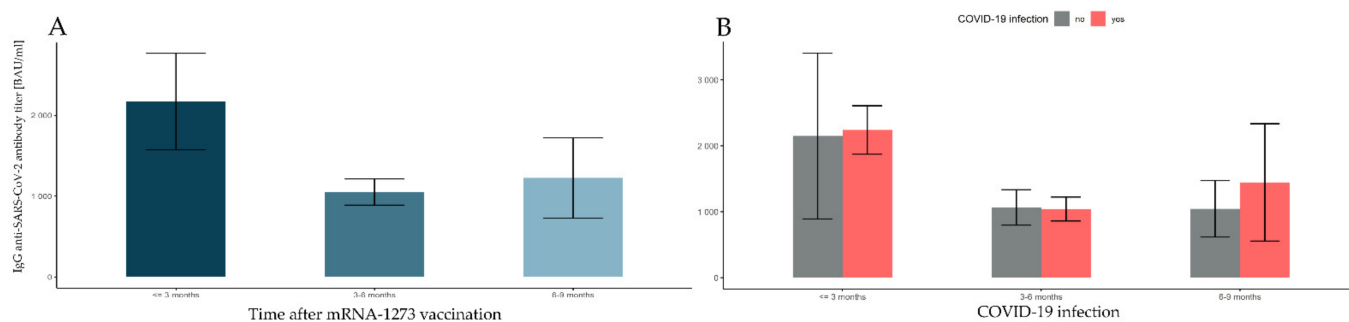 A
IgG anti-SARS-CoV-2 antibody titer [BAU/ml]
2 000
1 000
0
<= 3 months
3-6 months
6-9 months
Time after mRNA-1273 vaccination
B
COVID-19 infection no yes
3 000
2 000
1 000
0
<= 3 months
3-6 months
6-9 months
COVID-19 infection